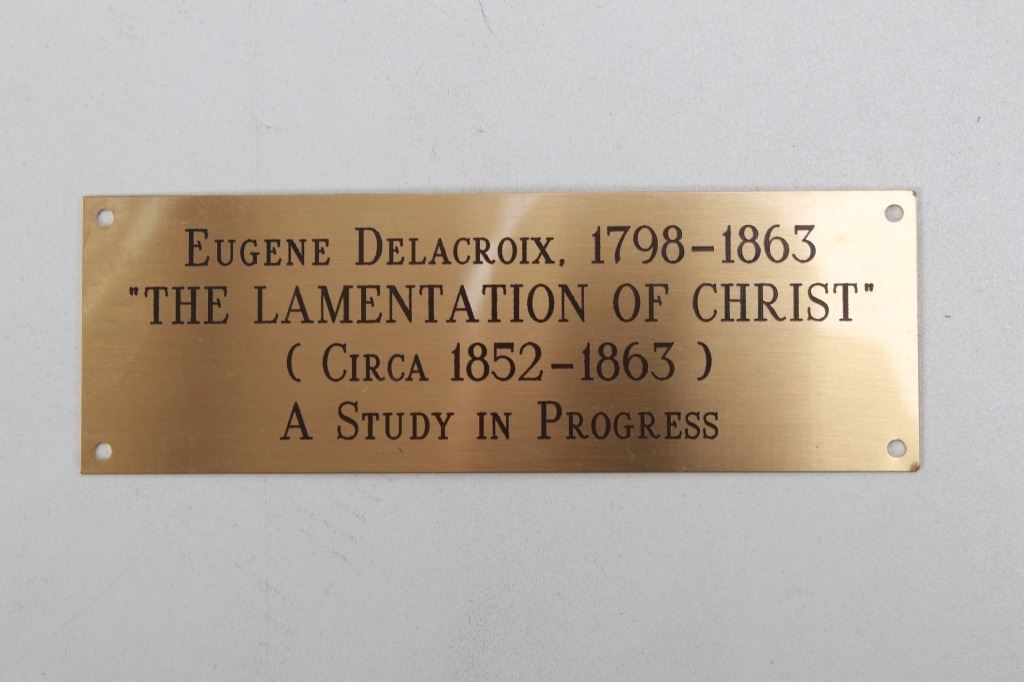 Eugene Delacroix, 1798-1863
"THE LAMENTATION OF CHRIST"
( Circa 1852-1863 )
A Study in Progress